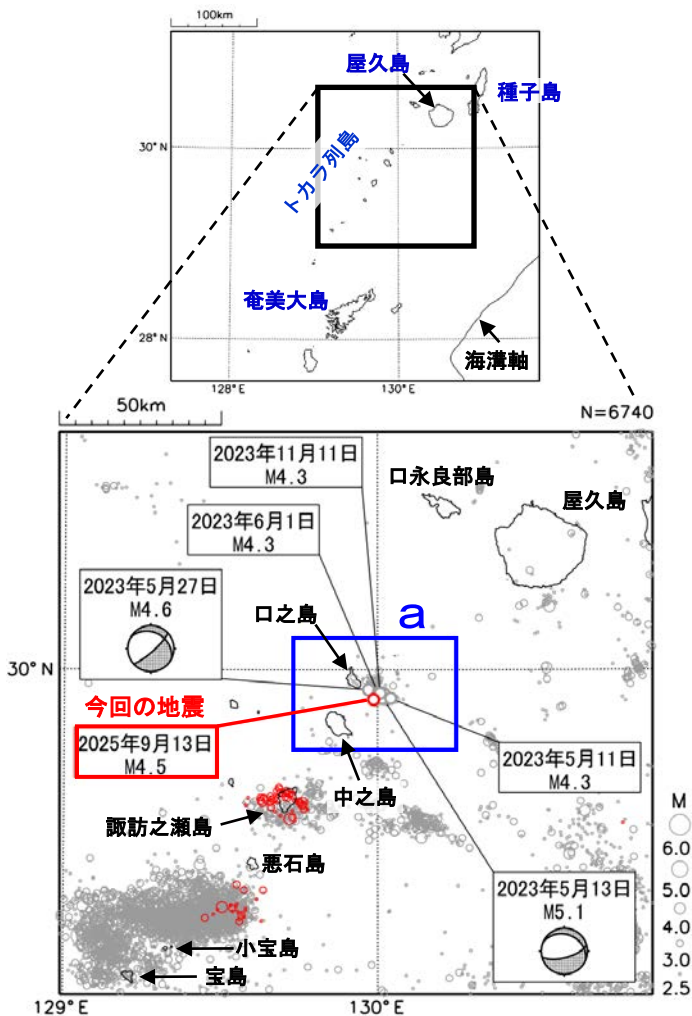 100km
屋久島
種子島
30°N
トカラ列島
奄美大島
28°N
海溝軸
128°E
130°E
50km
N=6740
2023年11月11日
M4.3
口永良部島
屋久島
2023年6月1日
M4.3
2023年5月27日
M4.6
口之島
a
30°N
今回の地震
2025年9月13日
M4.5
2023年5月11日
M4.3
中之島
諏訪之瀬島
M
6.0
5.0
4.0
3.0
2.5
悪石島
2023年5月13日
M5.1
小宝島
宝島
129°E
130°E